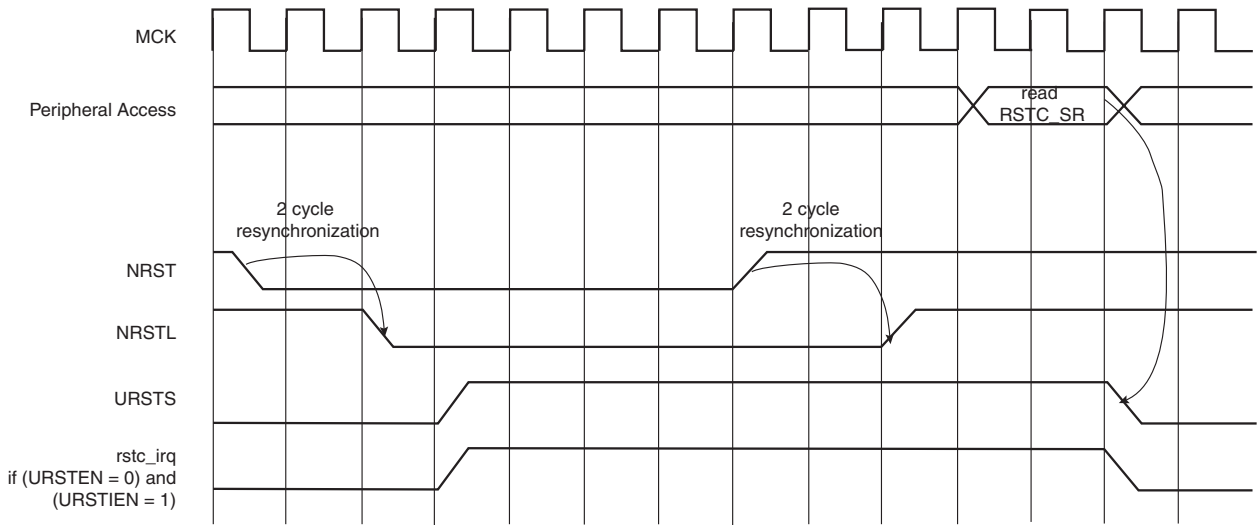 MCK
Peripheral Access
read
RSTC_SR
2 cycle
resynchronization
2 cycle
resynchronization
NRST
NRSTL
URSTS
rstc_irq
if (URSTEN = 0) and
(URSTIEN = 1)